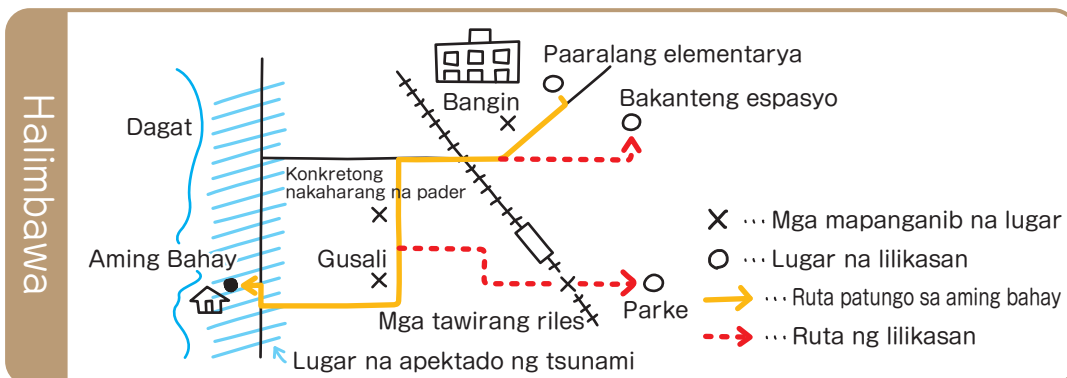 Halimbawa
Paaralang elementarya
Bangin
Bakanteng espasyo
Dagat
Konkretong
nakaharang na pader
Aming Bahay
Gusali
Mga tawirang riles
Parke
Lugar na apektado ng tsunami
X ··· Mga mapanganib na lugar
O ··· Lugar na lilikasan
··· Ruta patungo sa aming bahay
··· Ruta ng lilikasan